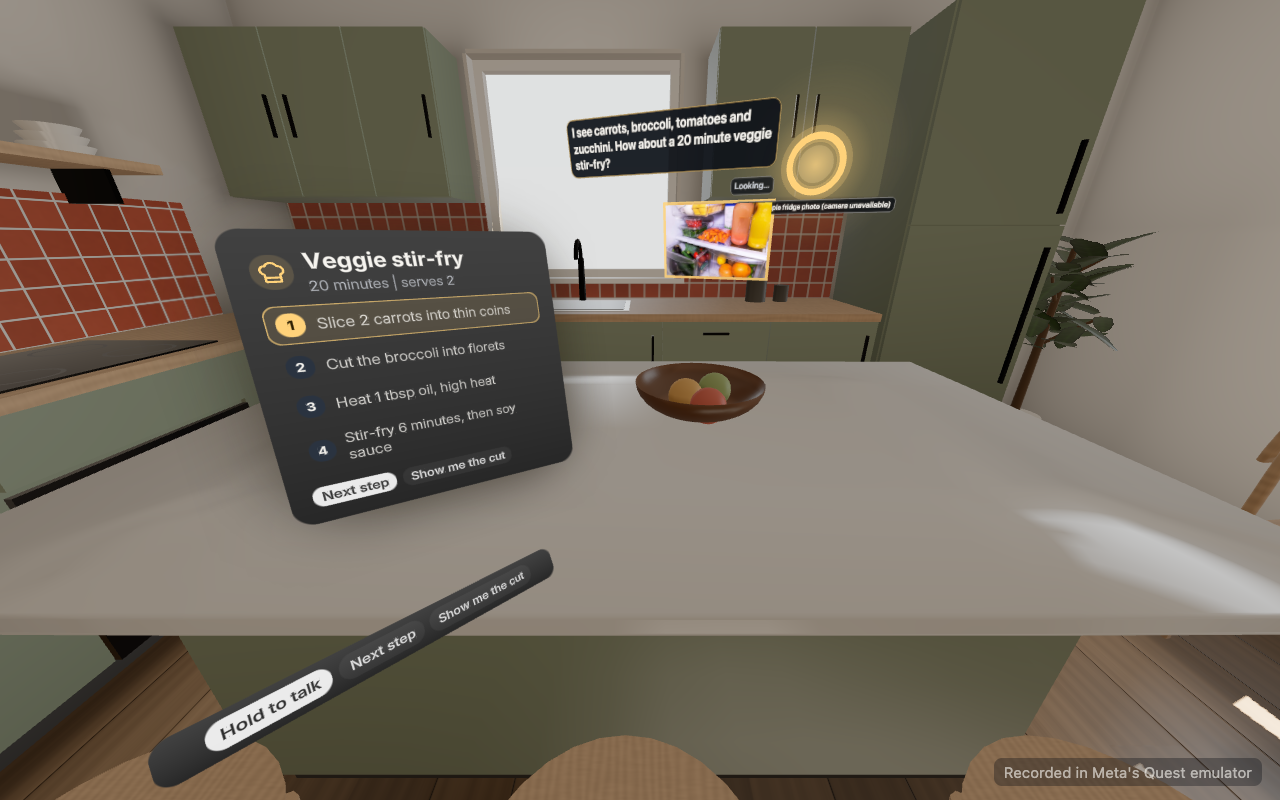 I see carrots, broccoli, tomatoes and
zucchini. How about a 20 minute veggie
stir-fry?
Looking...
fridge photo (camera unavailable)
Veggie stir-fry
20 minutes | serves 2
1 Slice 2 carrots into thin coins
2 Cut the broccoli into florets
3 Heat 1 tbsp oil, high heat
4 Stir-fry 6 minutes, then soy
sauce
Next step Show me the cut
Hold to talk Next step Show me the cut
Recorded in Meta's Quest emulator